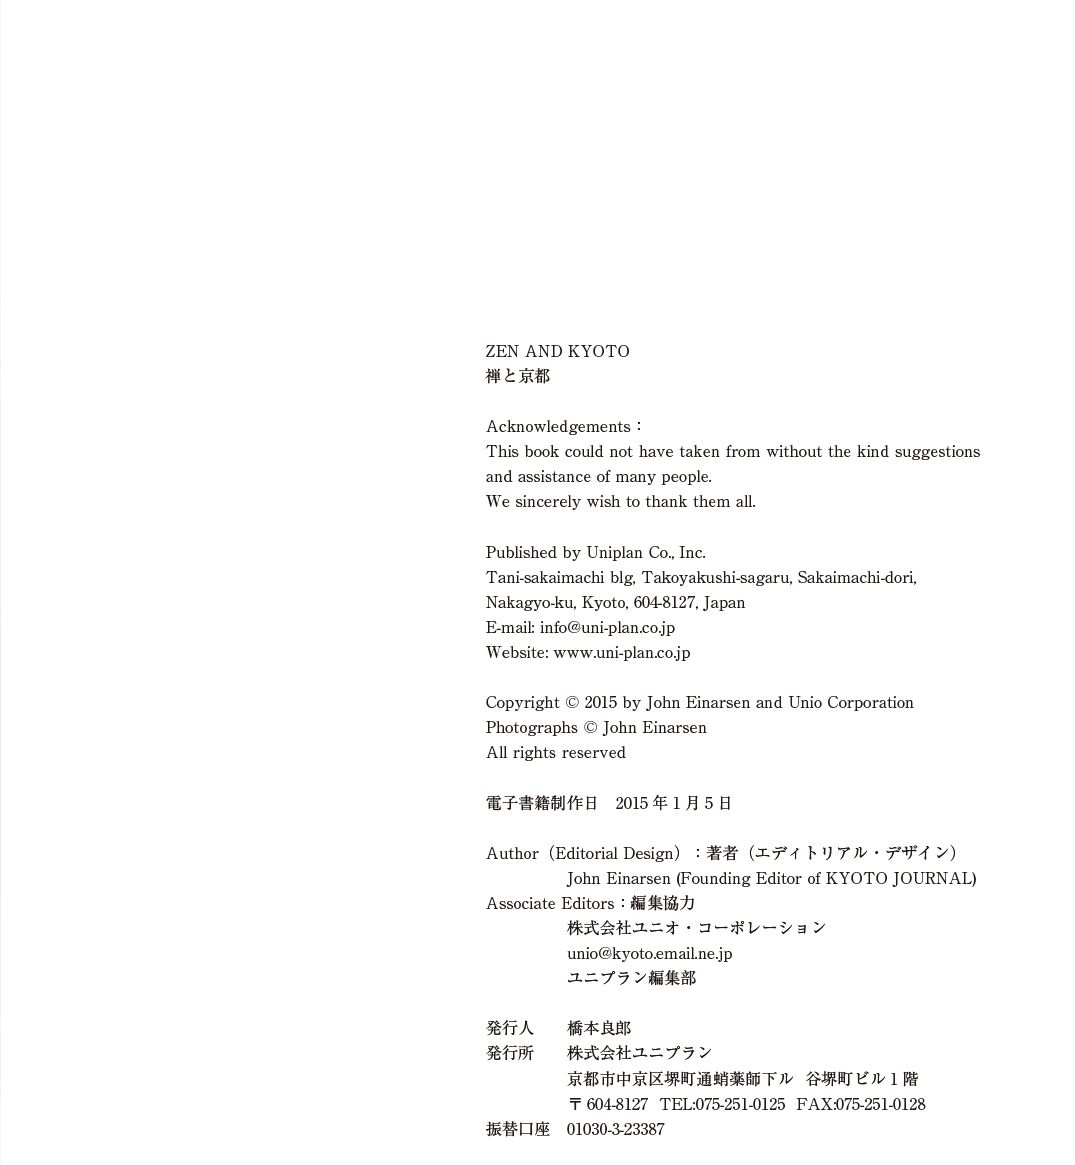 ZEN AND KYOTO
禅と京都
Acknowledgements：
This book could not have taken from without the kind suggestions
and assistance of many people.
We sincerely wish to thank them all.
Published by Uniplan Co., Inc.
Tani-sakaimachi blg, Takoyakushi-sagaru, Sakaimachi-dori,
Nakagyo-ku, Kyoto, 604-8127, Japan
E-mail: info@uni-plan.co.jp
Website: www.uni-plan.co.jp
Copyright © 2015 by John Einarsen and Unio Corporation
Photographs © John Einarsen
All rights reserved
電子書籍制作日　2015 年 1 月 5 日
Author（Editorial Design）：著者（エディトリアル・デザイン）
John Einarsen (Founding Editor of KYOTO JOURNAL)
Associate Editors：編集協力
株式会社ユニオ・コーポレーション
unio@kyoto.email.ne.jp
ユニプラン編集部
発行人　　橋本良郎
発行所　　株式会社ユニプラン
京都市中京区堺町通蛸薬師下ル　谷堺町ビル 1 階
〒 604-8127　TEL:075-251-0125　FAX:075-251-0128
振替口座　01030-3-23387